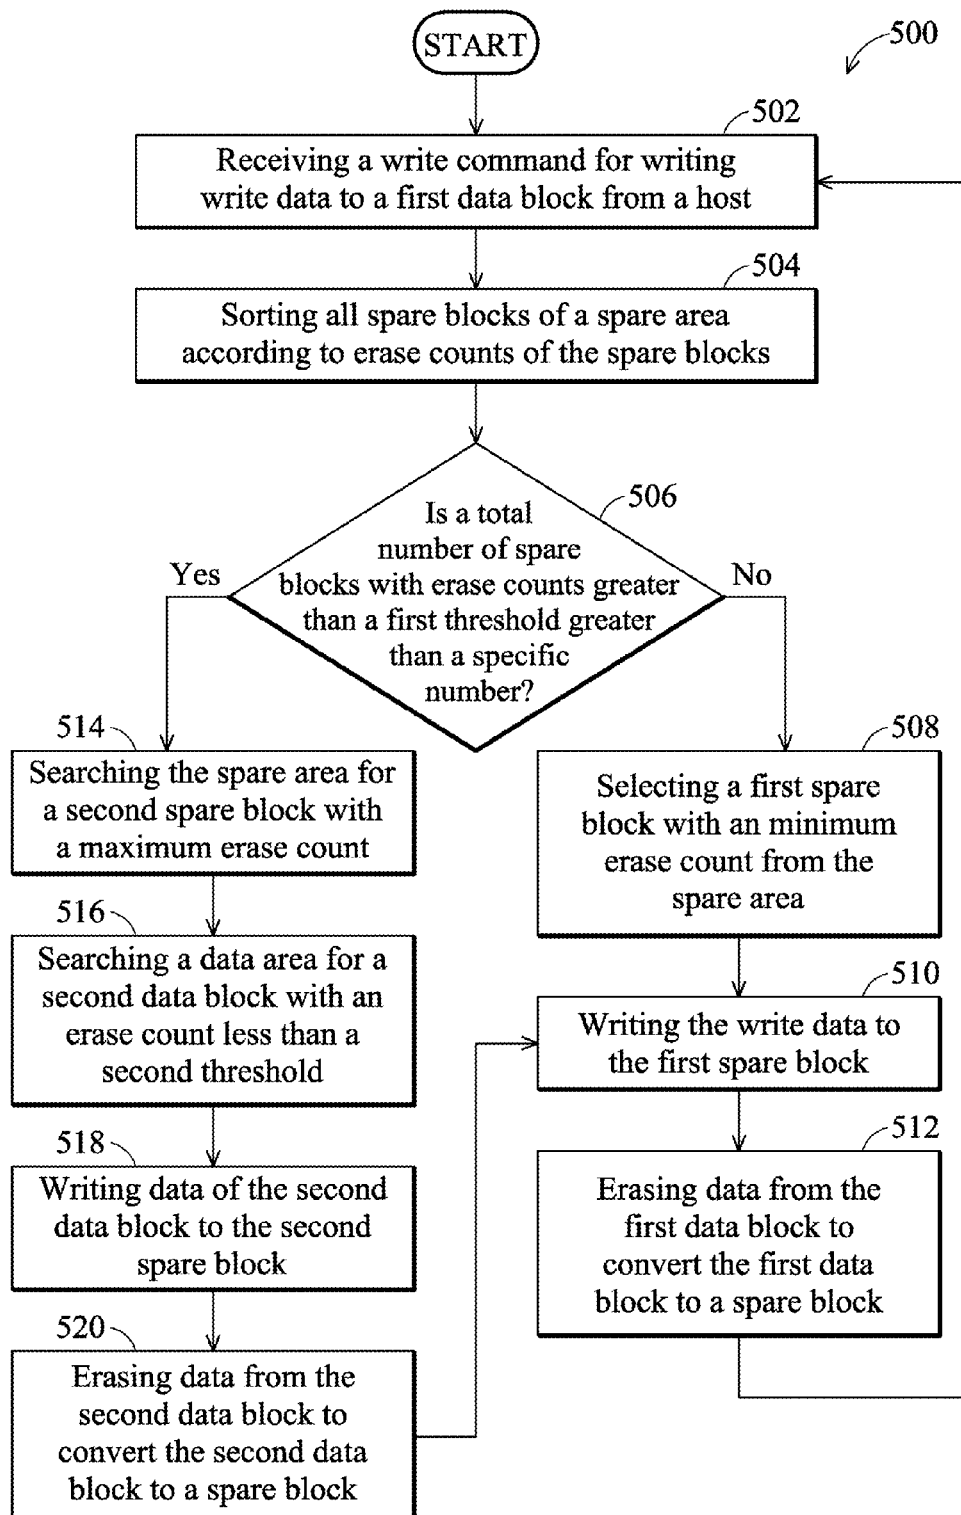 START
500
502
Receiving a write command for writing
write data to a first data block from a host
504
Sorting all spare blocks of a spare area
according to erase counts of the spare blocks
506
Is a total
number of spare
blocks with erase counts greater
than a first threshold greater
than a specific
number?
Yes
No
514
Searching the spare area for
a second spare block with
a maximum erase count
516
Searching a data area for a
second data block with an
erase count less than a
second threshold
518
Writing data of the second
data block to the second
spare block
520
Erasing data from the
second data block to
convert the second data
block to a spare block
508
Selecting a first spare
block with an minimum
erase count from the
spare area
510
Writing the write data to
the first spare block
512
Erasing data from the
first data block to
convert the first data
block to a spare block